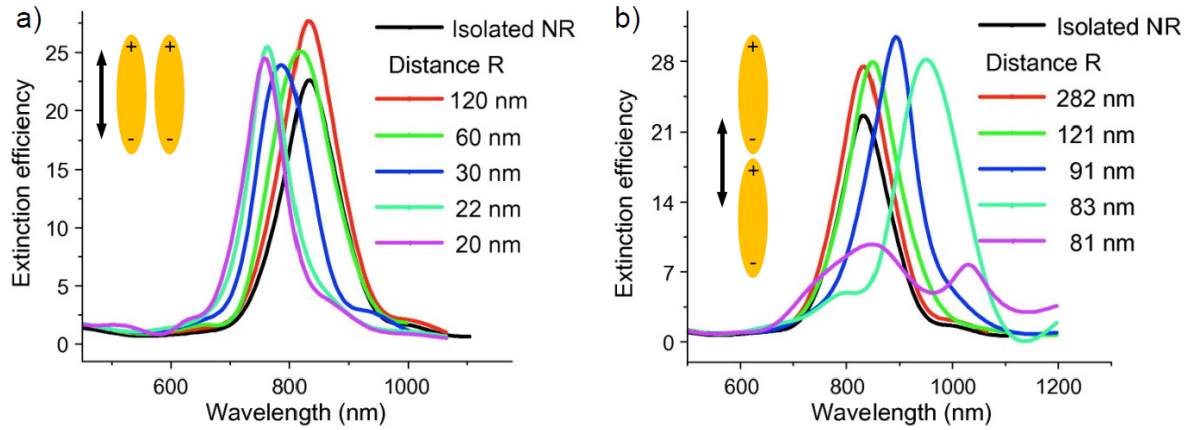 a)
Extinction efficiency
25
20
15
10
5
0
+ +
- -
Isolated NR
Distance R
120 nm
60 nm
30 nm
22 nm
20 nm
600 800 1000
Wavelength (nm)
b)
Extinction efficiency
28
21
14
7
0
+
-
+
-
Isolated NR
Distance R
282 nm
121 nm
91 nm
83 nm
81 nm
600 800 1000 1200
Wavelength (nm)